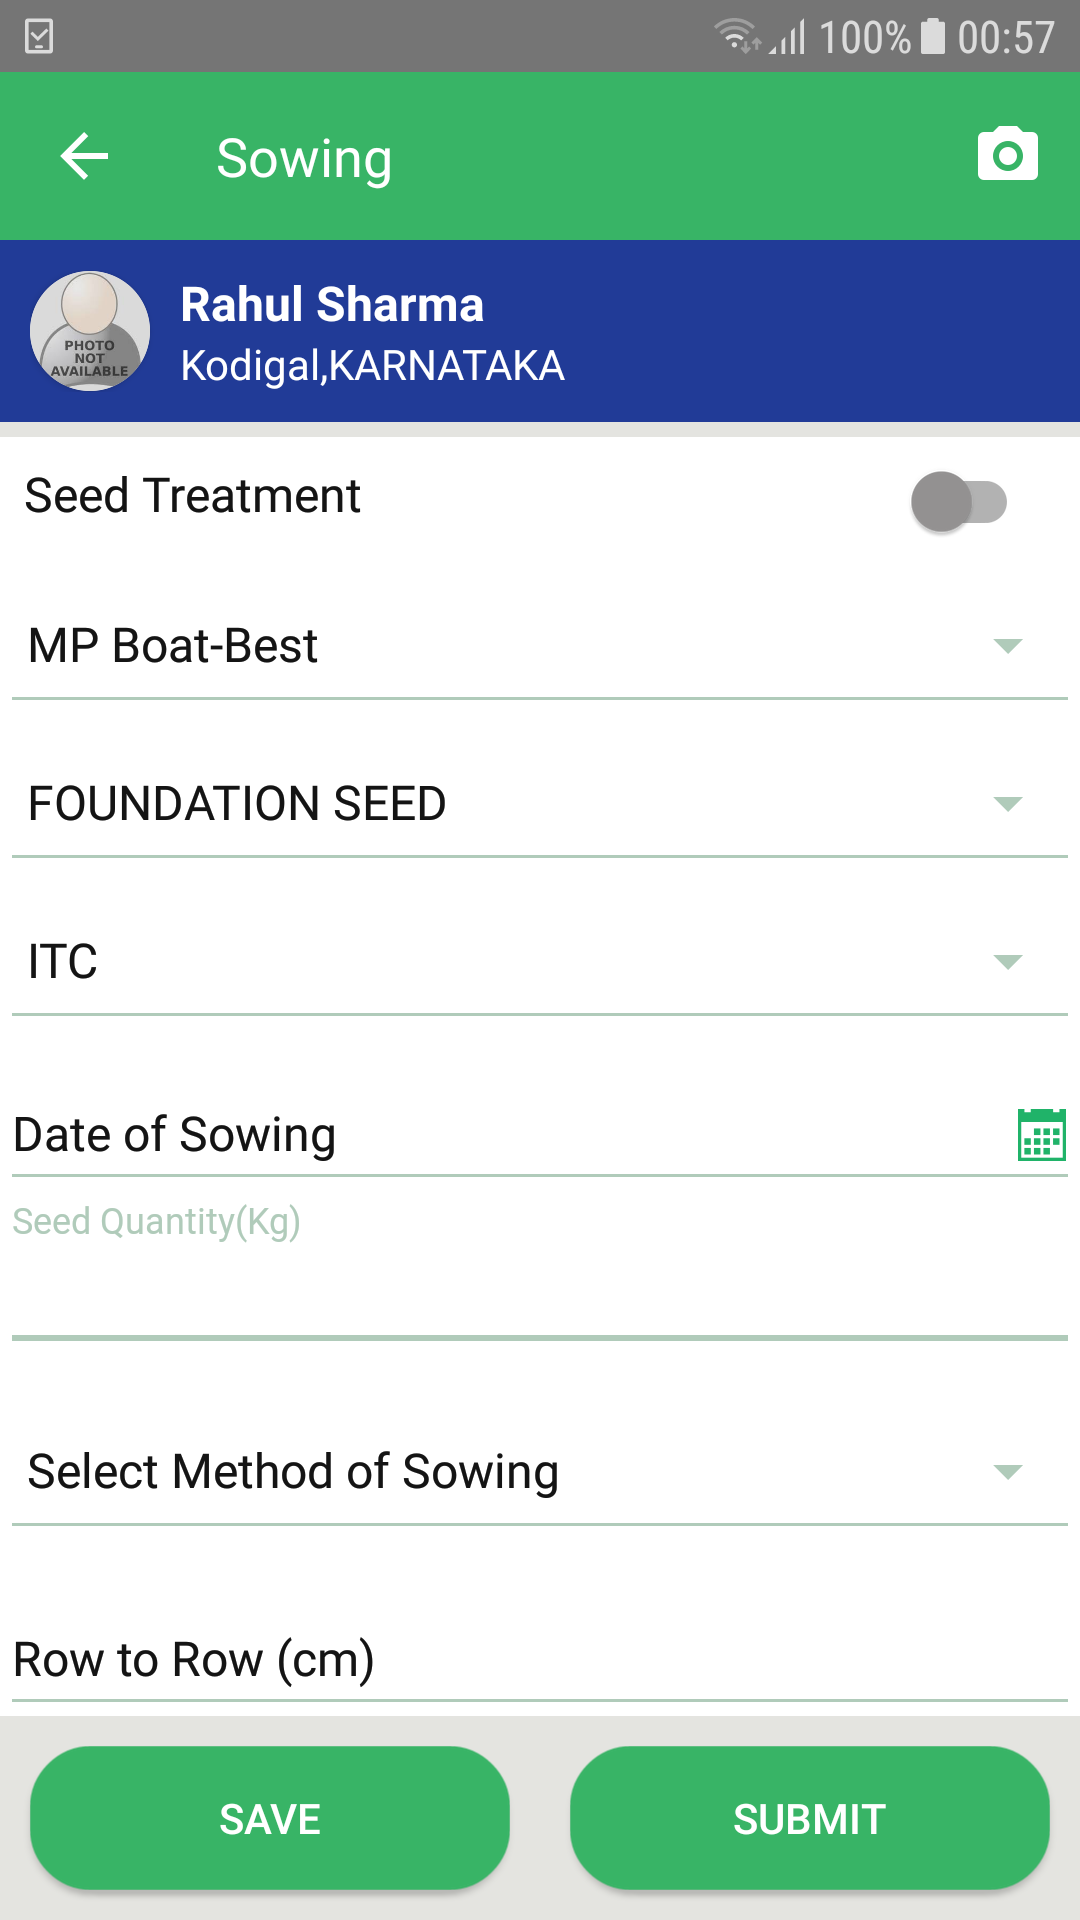 100% 00:57
Sowing
PHOTO
NOT
AVAILABLE
Rahul Sharma
Kodigal,KARNATAKA
Seed Treatment
MP Boat-Best
FOUNDATION SEED
ITC
Date of Sowing
Seed Quantity(Kg)
Select Method of Sowing
Row to Row (cm)
SAVE SUBMIT